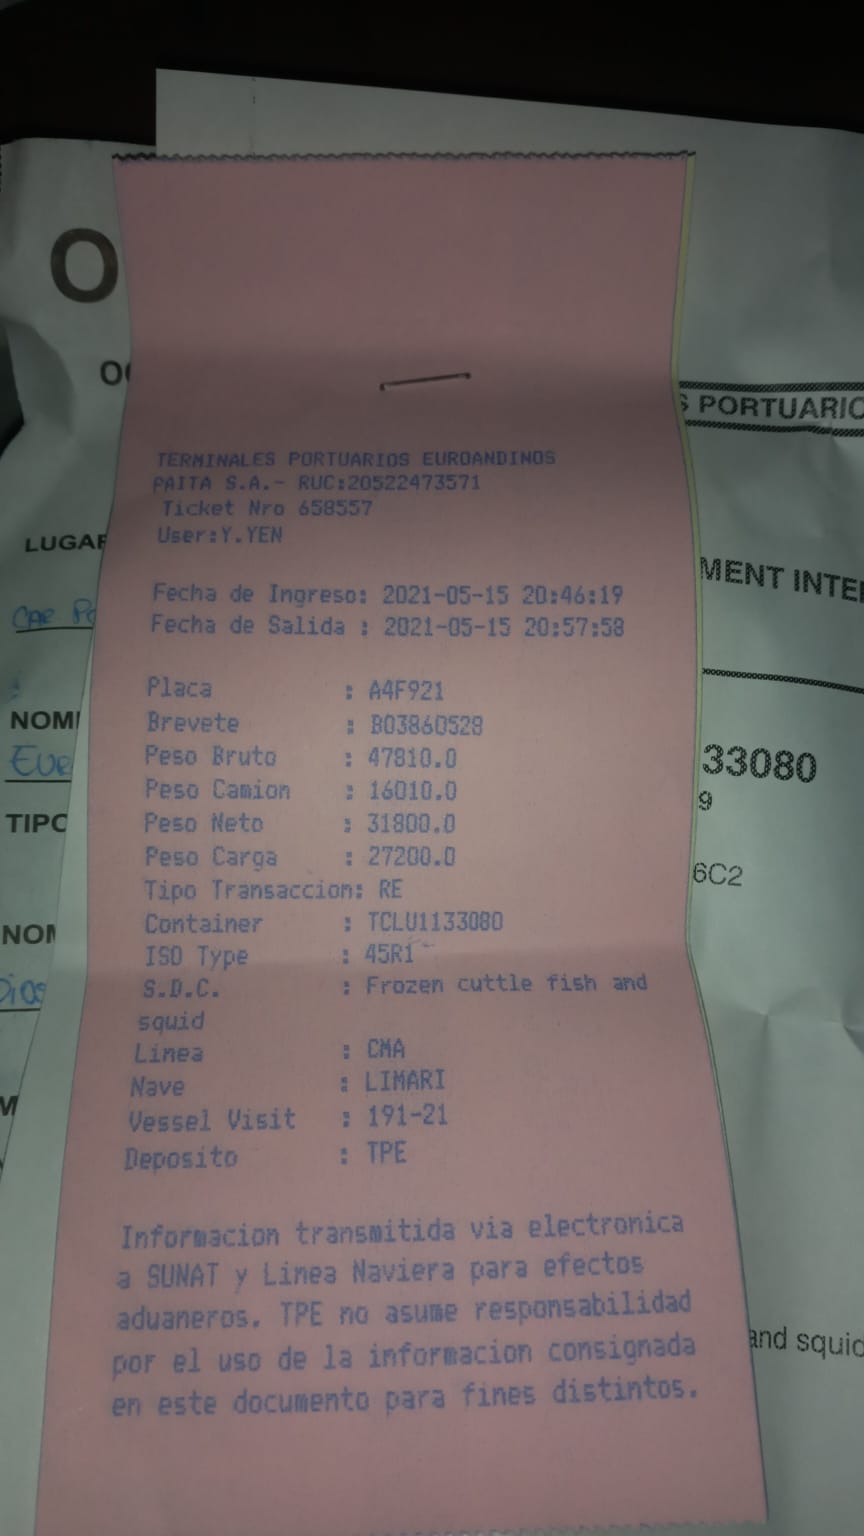 O
LUGAR
S PORTUARIO
TERMINALES PORTUARIOS EUROANDINOS
PAITA S.A.- RUC:20522473571
Ticket Nro 658557
User:Y.YEN
MENT INTE
Fecha de Ingreso: 2021-05-15 20:46:19
Fecha de Salida : 2021-05-15 20:57:58
Placa : A4F921
Brevete : B03860528
Peso Bruto : 47810.0
Peso Camion : 16010.0
Peso Neto : 31800.0
Peso Carga : 27200.0
Tipo Transaccion: RE
Container : TCLU1133080
ISO Type : 45R1
S.D.C. : Frozen cuttle fish and
squid
Linea : CMA
Nave : LIMARI
Vessel Visit : 191-21
Deposito : TPE
Informacion transmitida via electronica
a SUNAT y Linea Naviera para efectos
aduaneros. TPE no asume responsabilidad
por el uso de la informacion consignada
en este documento para fines distintos.
NOM
EUR
TIPO
NOM
33080
9
6C2
and squid